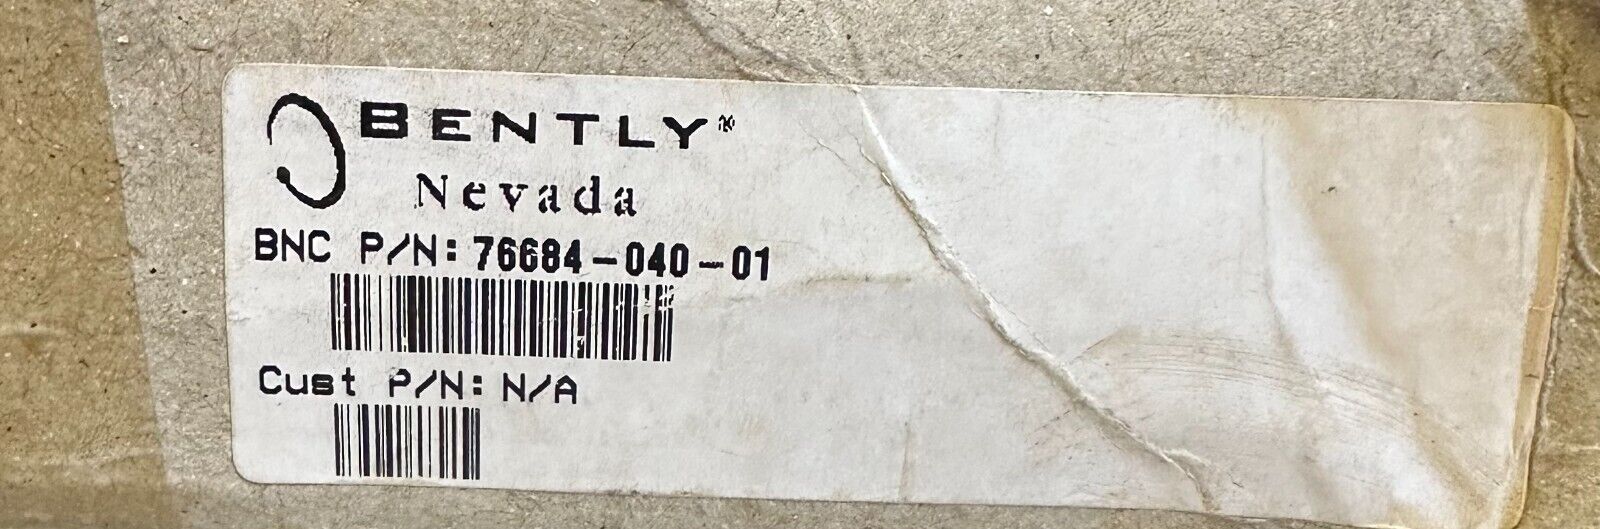 BENTLY®
Nevada
BNC P/N: 76684-040-01
Cust P/N: N/A